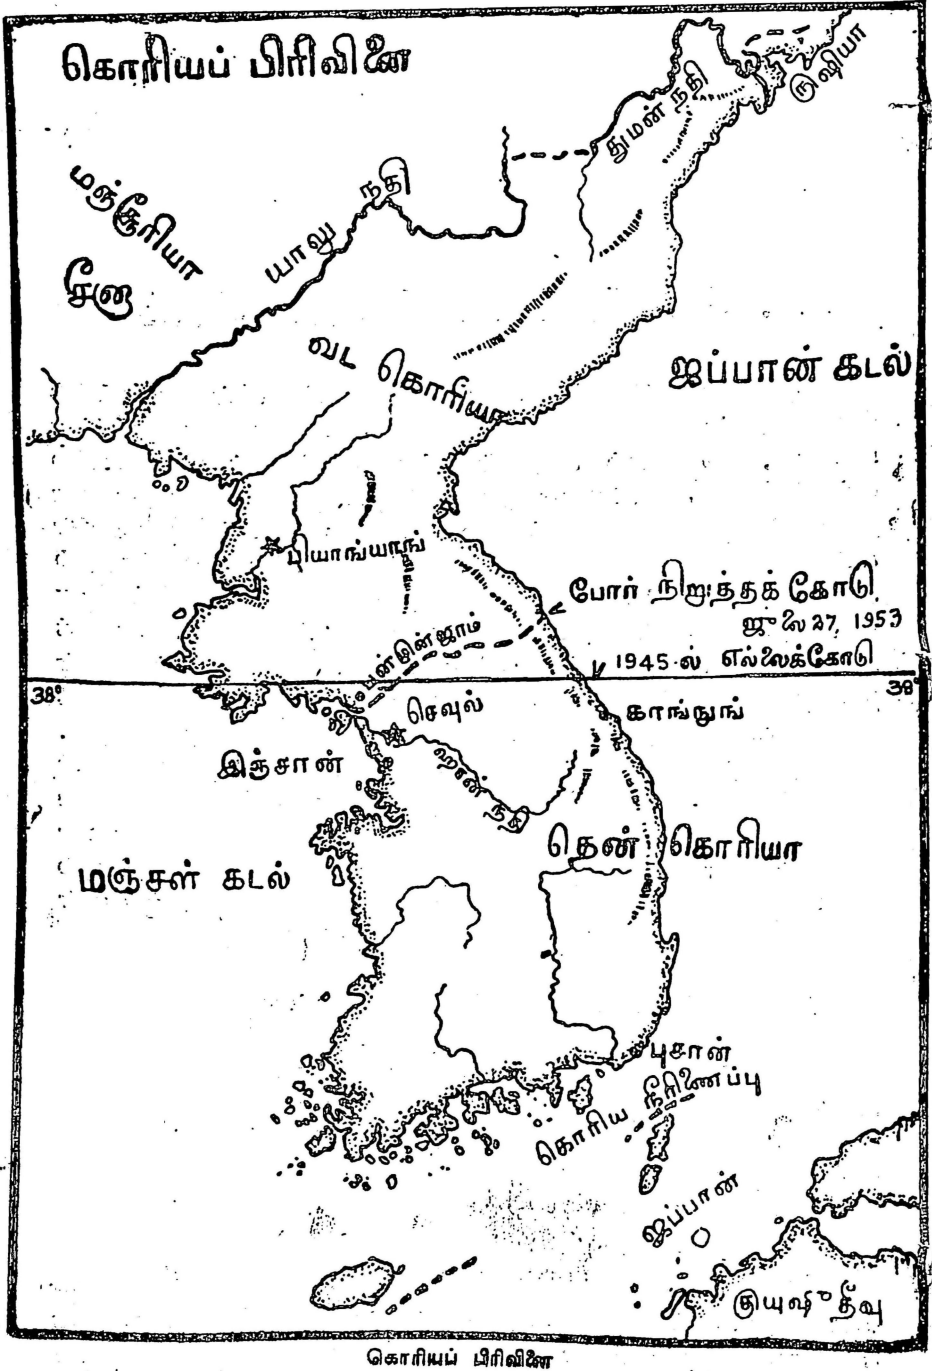 கொரியப் பிரிவினை
ருஷியா
துமன் நதி
மஞ்சூரியா
யாலு நதி
சீனா
வட கொரியா
ஜப்பான் கடல்
பியாங்யாங்
போர் நிறுத்தக் கோடு
ஜுலை 27, 1953
பன்இன்ஜாம்
1945-ல் எல்லைக்கோடு
38°
38
செவுல்
காங்நுங்
இஞ்சான்
ஹான் நதி
தென் கொரியா
மஞ்சள் கடல்
புசான்
கொரிய நீரிணைப்பு
ஜப்பான்
கியுஷு தீவு
கொரியப் பிரிவினை